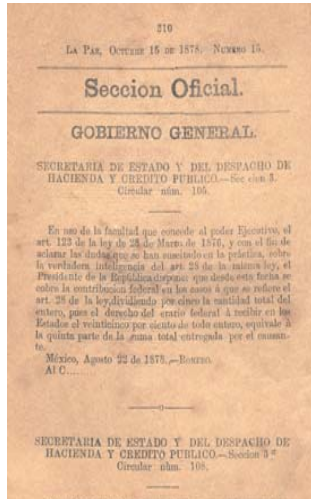 210
LA PAZ, OCTUBRE 15 DE 1878. NUMERO 15.
Seccion Oficial.
GOBIERNO GENERAL.
SECRETARIA DE ESTADO Y DEL DESPACHO DE
HACIENDA Y CREDITO PUBLICO.—Sec cion 3.
Circular núm. 105.
En uso de la facultad que concede al poder Ejecutivo, el
art. 123 de la ley de 28 de Marzo de 1876, y con el fin de
aclarar las dudas que se han suscitado en la práctica, sobre
la verdadera inteligencia del art. 28 de la misma ley, el
Presidente de la República dispone: que desde esta fecha se
cobre la contribucion federal en los casos á que se refiere el
art. 28 de la ley, dividiendo por cinco la cantidad total del
entero, pues el derecho del erario federal á recibir en los
Estados el veinticinco por ciento de todo entero, equivale á
la quinta parte de la suma total entregada por el causan-
te.
México, Agosto 22 de 1878.—ROMERO.
Al C.........
SECRETARIA DE ESTADO Y DEL DESPACHO DE
HACIENDA Y CREDITO PUBLICO.—Seccion 3ª
Circular núm. 108.